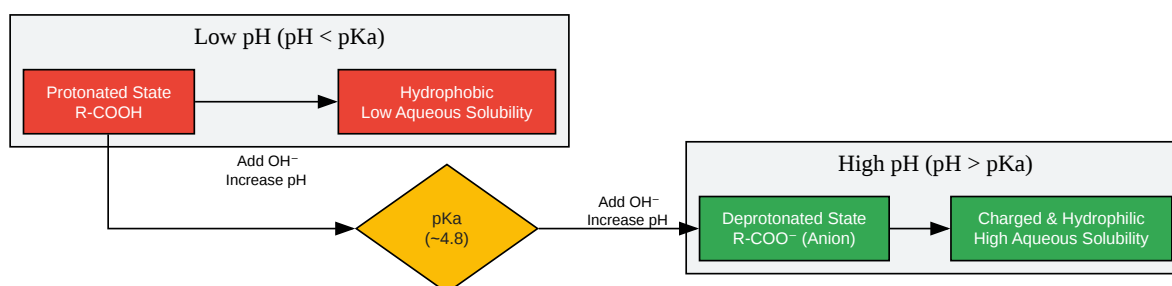 Low pH (pH < pKa)
Protonated State
R-COOH
Hydrophobic
Low Aqueous Solubility
Add OH⁻
Increase pH
pKa
(~4.8)
Add OH⁻
Increase pH
High pH (pH > pKa)
Deprotonated State
R-COO⁻ (Anion)
Charged & Hydrophilic
High Aqueous Solubility